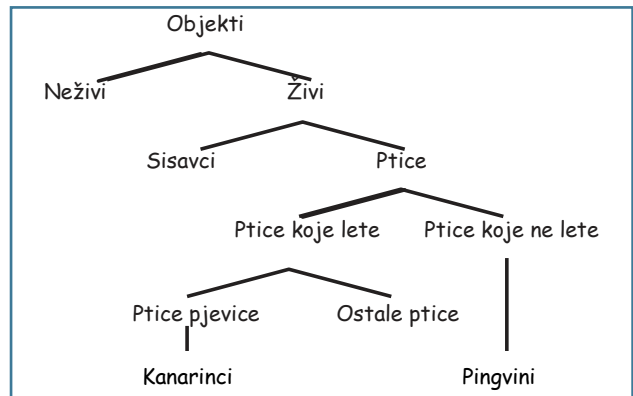 Objekti
Neživi Živi
Sisavci Ptice
Ptice koje lete Ptice koje ne lete
Ptice pjevice Ostale ptice
Kanarinci Pingvini